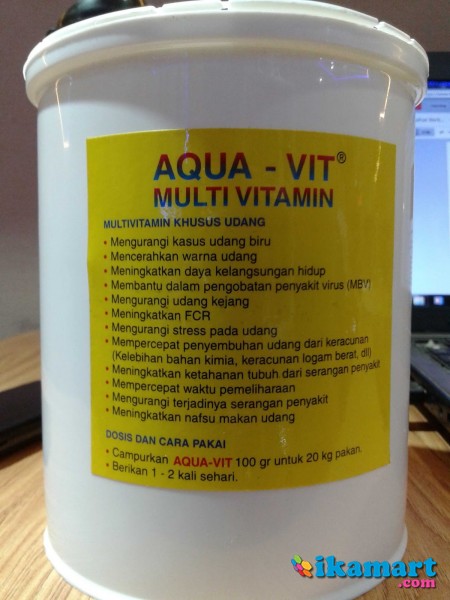 AQUA - VIT®
MULTI VITAMIN
MULTIVITAMIN KHUSUS UDANG
• Mengurangi kasus udang biru
• Mencerahkan warna udang
• Meningkatkan daya kelangsungan hidup
• Membantu dalam pengobatan penyakit virus (MBV)
• Mengurangi udang kejang
• Meningkatkan FCR
• Mengurangi stress pada udang
• Mempercepat penyembuhan udang dari keracunan
(Kelebihan bahan kimia, keracunan logam berat, dll)
• Meningkatkan ketahanan tubuh dari serangan penyakit
• Mempercepat waktu pemeliharaan
• Mengurangi terjadinya serangan penyakit
• Meningkatkan nafsu makan udang
DOSIS DAN CARA PAKAI
• Campurkan AQUA-VIT 100 gr untuk 20 kg pakan.
• Berikan 1 - 2 kali sehari.
ikamart
.com